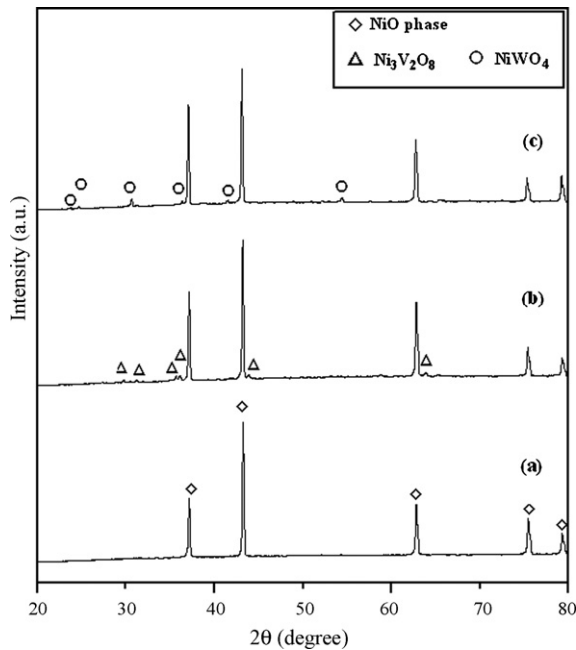 NiO phase
Ni₃V₂O₈
NiWO₄
(c)
(b)
(a)
Intensity (a.u.)
20 30 40 50 60 70 80
2θ (degree)